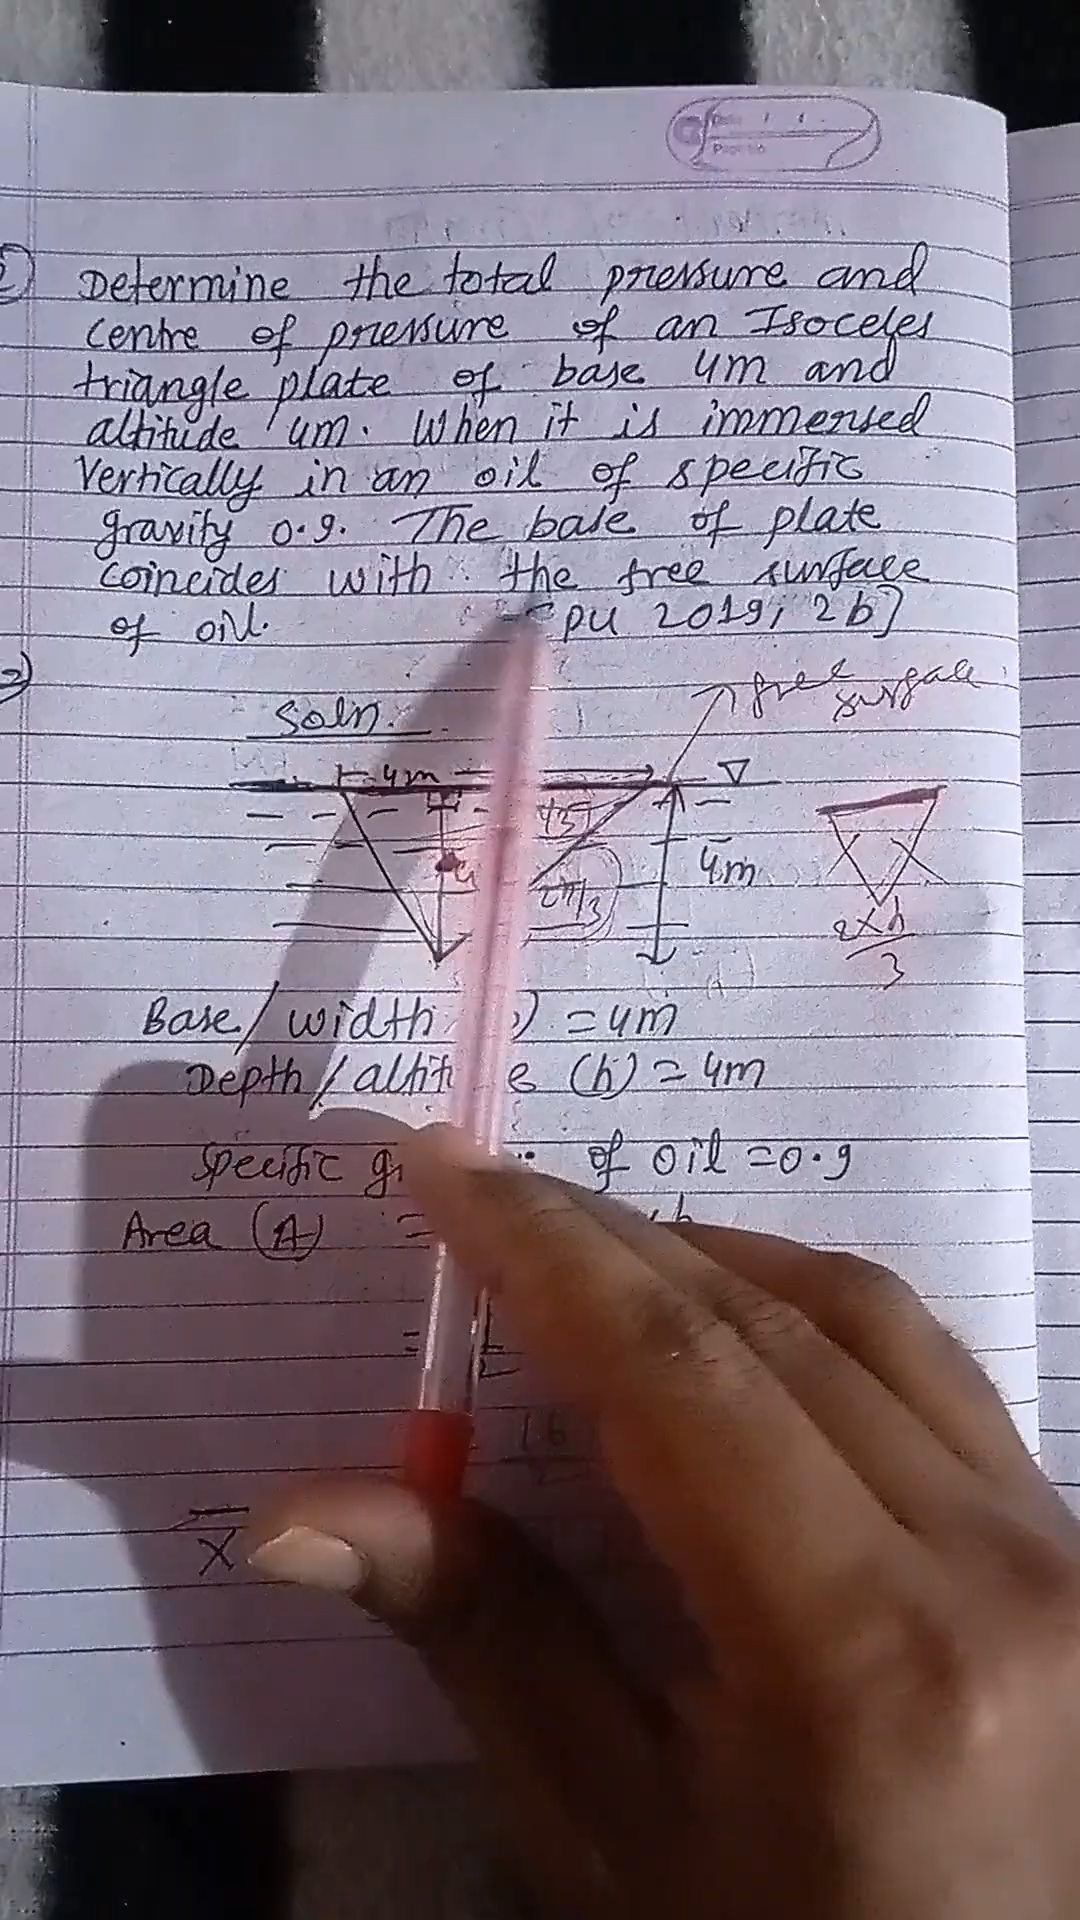 Determine the total pressure and
centre of pressure of an Isoceles
triangle plate of base 4m and
altitude 4m. When it is immersed
vertically in an oil of specific
gravity 0.9. The base of plate
coincides with the free surface
of oil. PU 2019, 2b]
free surface
Soln.
4m
4m
2×h
3
Base/width = 4m
Depth/altit e (h) = 4m
Specific of oil = 0.9
Area (A) =
=
16
2
X